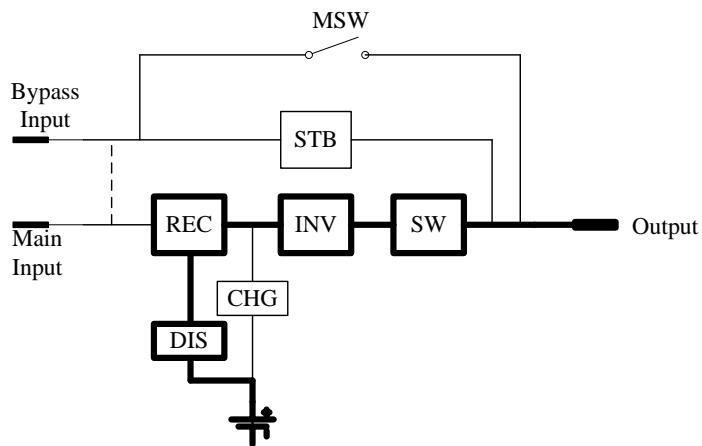 MSW
Bypass
Input
STB
REC
INV
SW
Output
Main
Input
CHG
DIS